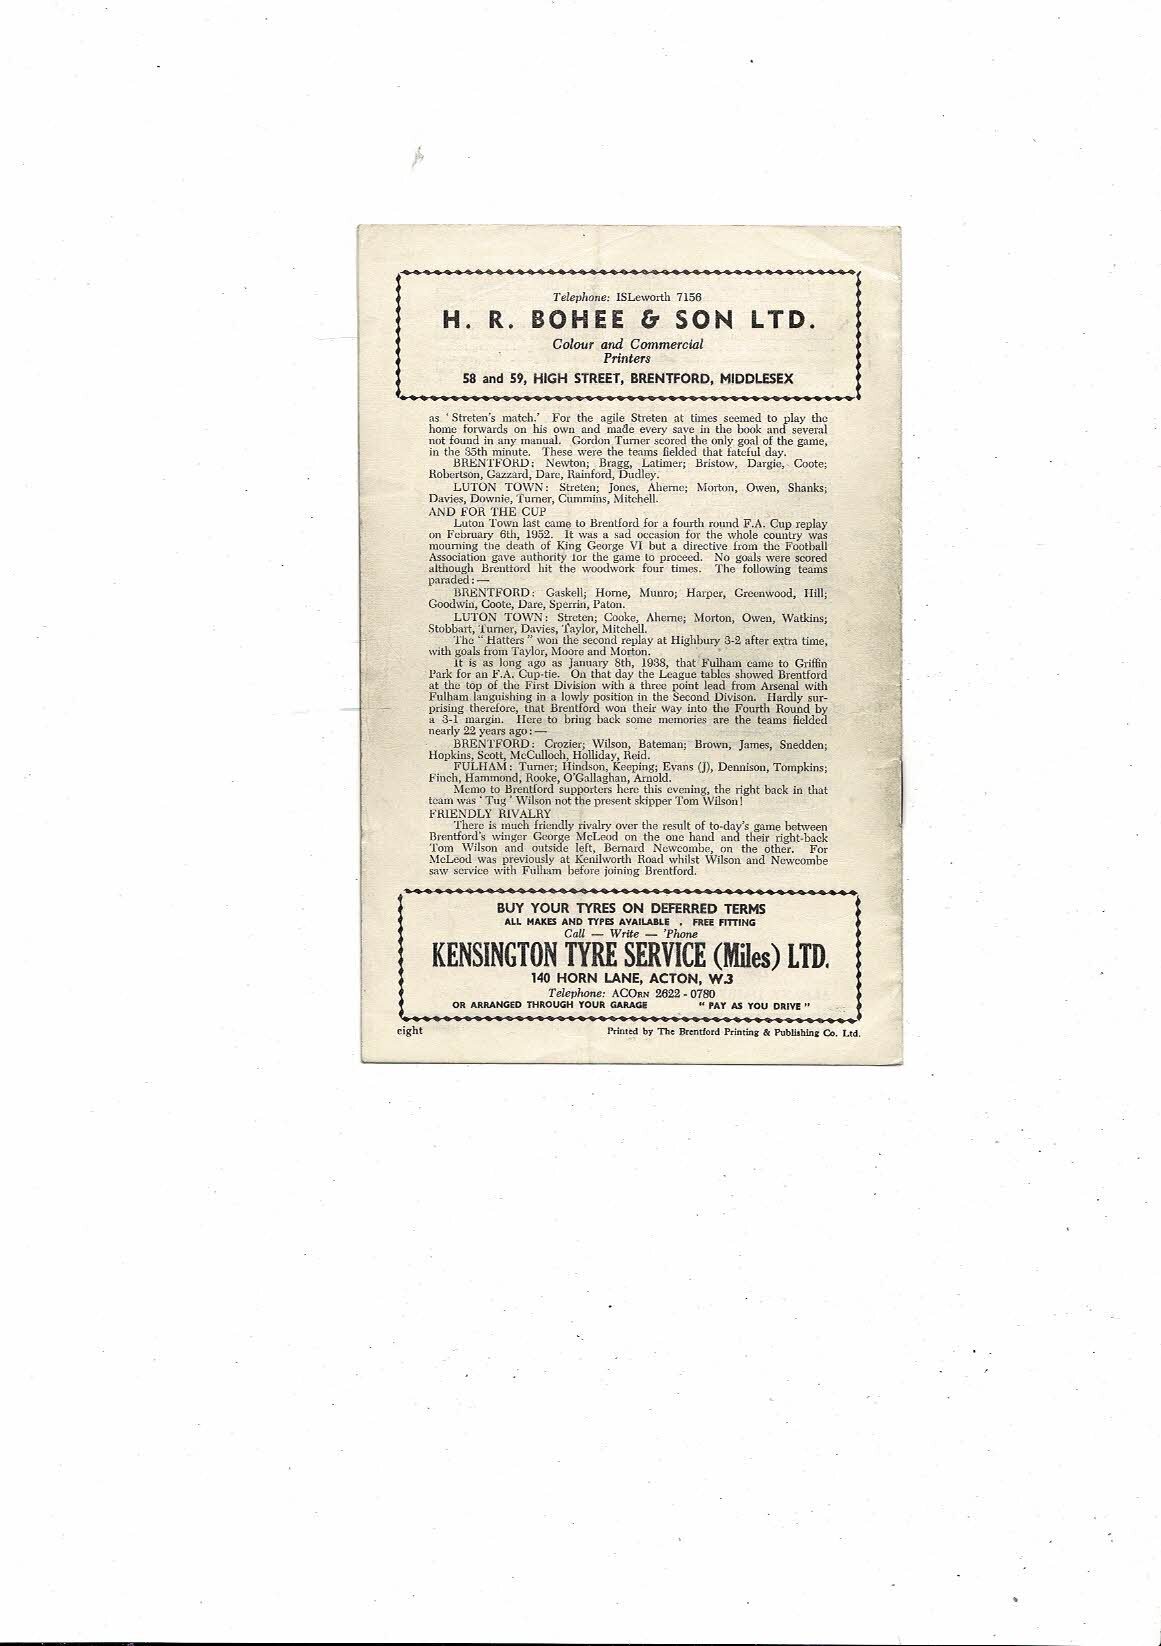 Telephone: ISLeworth 7156
H. R. BOHEE & SON LTD.
Colour and Commercial
Printers
58 and 59, HIGH STREET, BRENTFORD, MIDDLESEX
as ' Streten's match.' For the agile Streten at times seemed to play the
home forwards on his own and made every save in the book and several
not found in any manual. Gordon Turner scored the only goal of the game,
in the 35th minute. These were the teams fielded that fateful day.
BRENTFORD: Newton; Bragg, Latimer; Bristow, Dargie, Coote;
Robertson, Gazzard, Dare, Rainford, Dudley.
LUTON TOWN: Streten; Jones, Aherne; Morton, Owen, Shanks;
Davies, Downie, Turner, Cummins, Mitchell.
AND FOR THE CUP
Luton Town last came to Brentford for a fourth round F.A. Cup replay
on February 6th, 1952. It was a sad occasion for the whole country was
mourning the death of King George VI but a directive from the Football
Association gave authority for the game to proceed. No goals were scored
although Brentford hit the woodwork four times. The following teams
paraded:—
BRENTFORD: Gaskell; Horne, Munro; Harper, Greenwood, Hill;
Goodwin, Coote, Dare, Sperrin, Paton.
LUTON TOWN: Streten; Cooke, Aherne; Morton, Owen, Watkins;
Stobbart, Turner, Davies, Taylor, Mitchell.
The " Hatters " won the second replay at Highbury 3-2 after extra time,
with goals from Taylor, Moore and Morton.
It is as long ago as January 8th, 1938, that Fulham came to Griffin
Park for an F.A. Cup-tie. On that day the League tables showed Brentford
at the top of the First Division with a three point lead from Arsenal with
Fulham languishing in a lowly position in the Second Divison. Hardly sur-
prising therefore, that Brentford won their way into the Fourth Round by
a 3-1 margin. Here to bring back some memories are the teams fielded
nearly 22 years ago:—
BRENTFORD: Crozier; Wilson, Bateman; Brown, James, Snedden;
Hopkins, Scott, McCulloch, Holliday, Reid.
FULHAM: Turner; Hindson, Keeping; Evans (J), Dennison, Tompkins;
Finch, Hammond, Rooke, O'Gallaghan, Arnold.
Memo to Brentford supporters here this evening, the right back in that
team was ' Tug ' Wilson not the present skipper Tom Wilson!
FRIENDLY RIVALRY
There is much friendly rivalry over the result of to-day's game between
Brentford's winger George McLeod on the one hand and their right-back
Tom Wilson and outside left, Bernard Newcombe, on the other. For
McLeod was previously at Kenilworth Road whilst Wilson and Newcombe
saw service with Fulham before joining Brentford.
BUY YOUR TYRES ON DEFERRED TERMS
ALL MAKES AND TYPES AVAILABLE . FREE FITTING
Call — Write — 'Phone
KENSINGTON TYRE SERVICE (Miles) LTD.
140 HORN LANE, ACTON, W.3
Telephone: ACORN 2622 - 0780
OR ARRANGED THROUGH YOUR GARAGE " PAY AS YOU DRIVE "
eight Printed by The Brentford Printing & Publishing Co. Ltd.